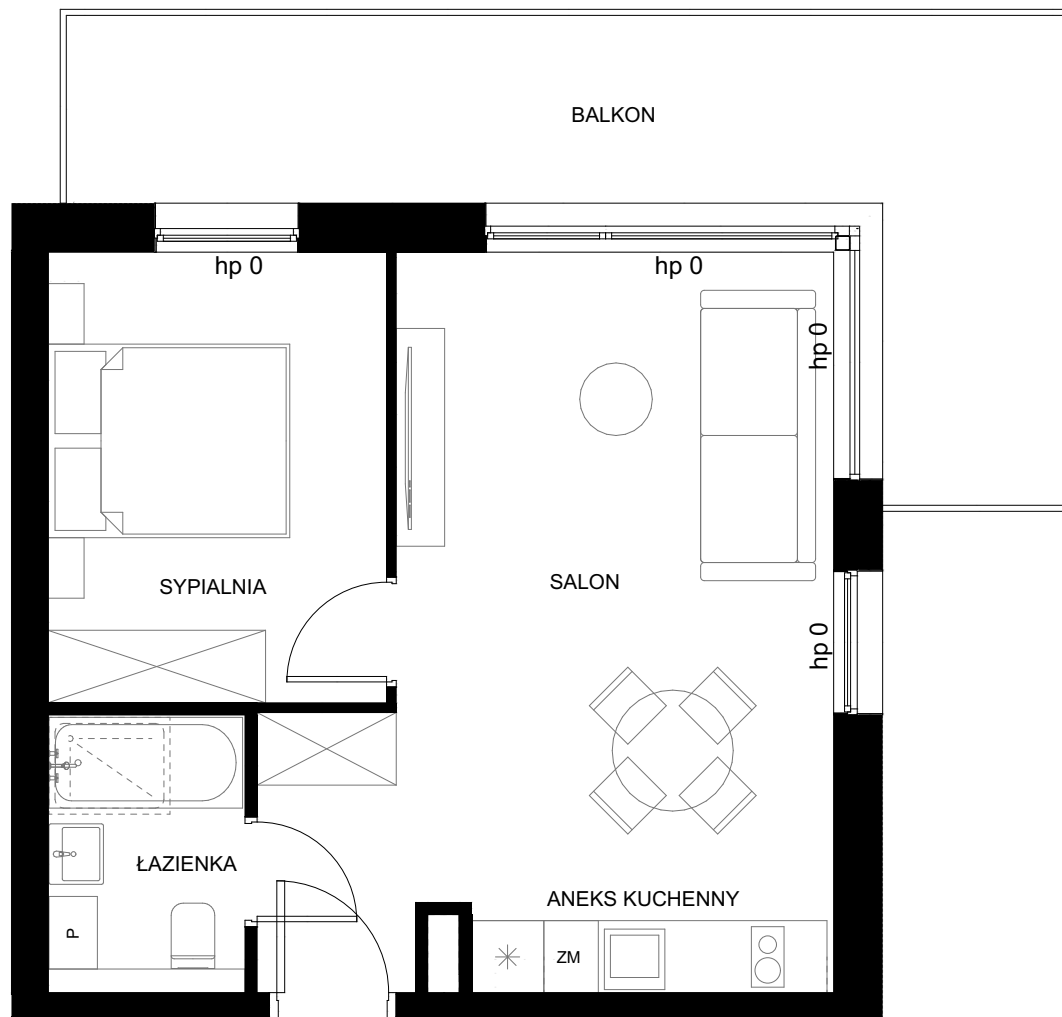 BALKON
hp 0
hp 0
hp 0
SYPIALNIA
SALON
hp 0
ŁAZIENKA
ANEKS KUCHENNY
P
ZM